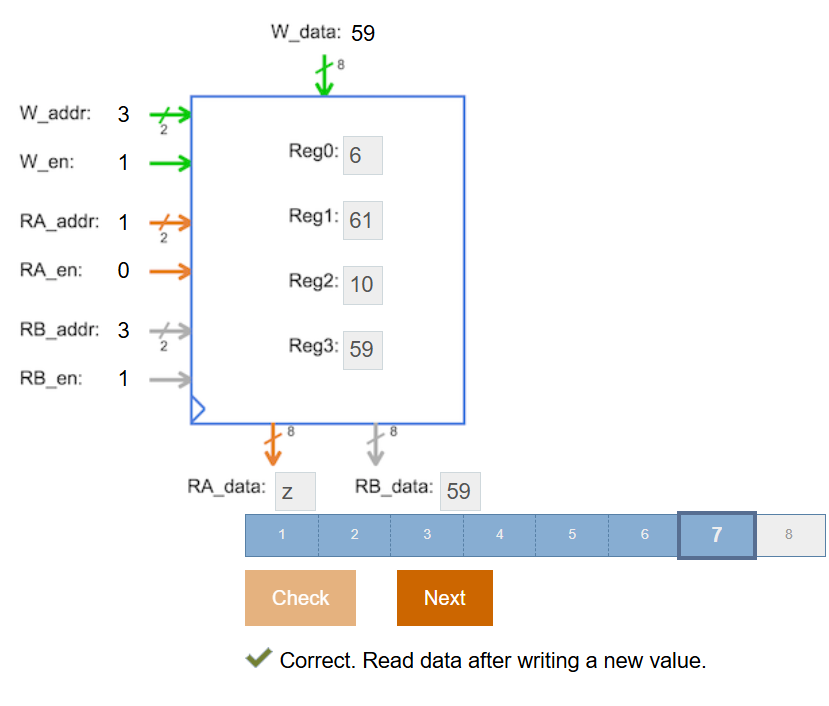 W_data: 59
8
W_addr: 3
2
W_en: 1
Reg0: 6
RA_addr: 1
2
Reg1: 61
RA_en: 0
Reg2: 10
RB_addr: 3
2
Reg3: 59
RB_en: 1
8 8
RA_data: z RB_data: 59
1 2 3 4 5 6 7 8
Check Next
Correct. Read data after writing a new value.